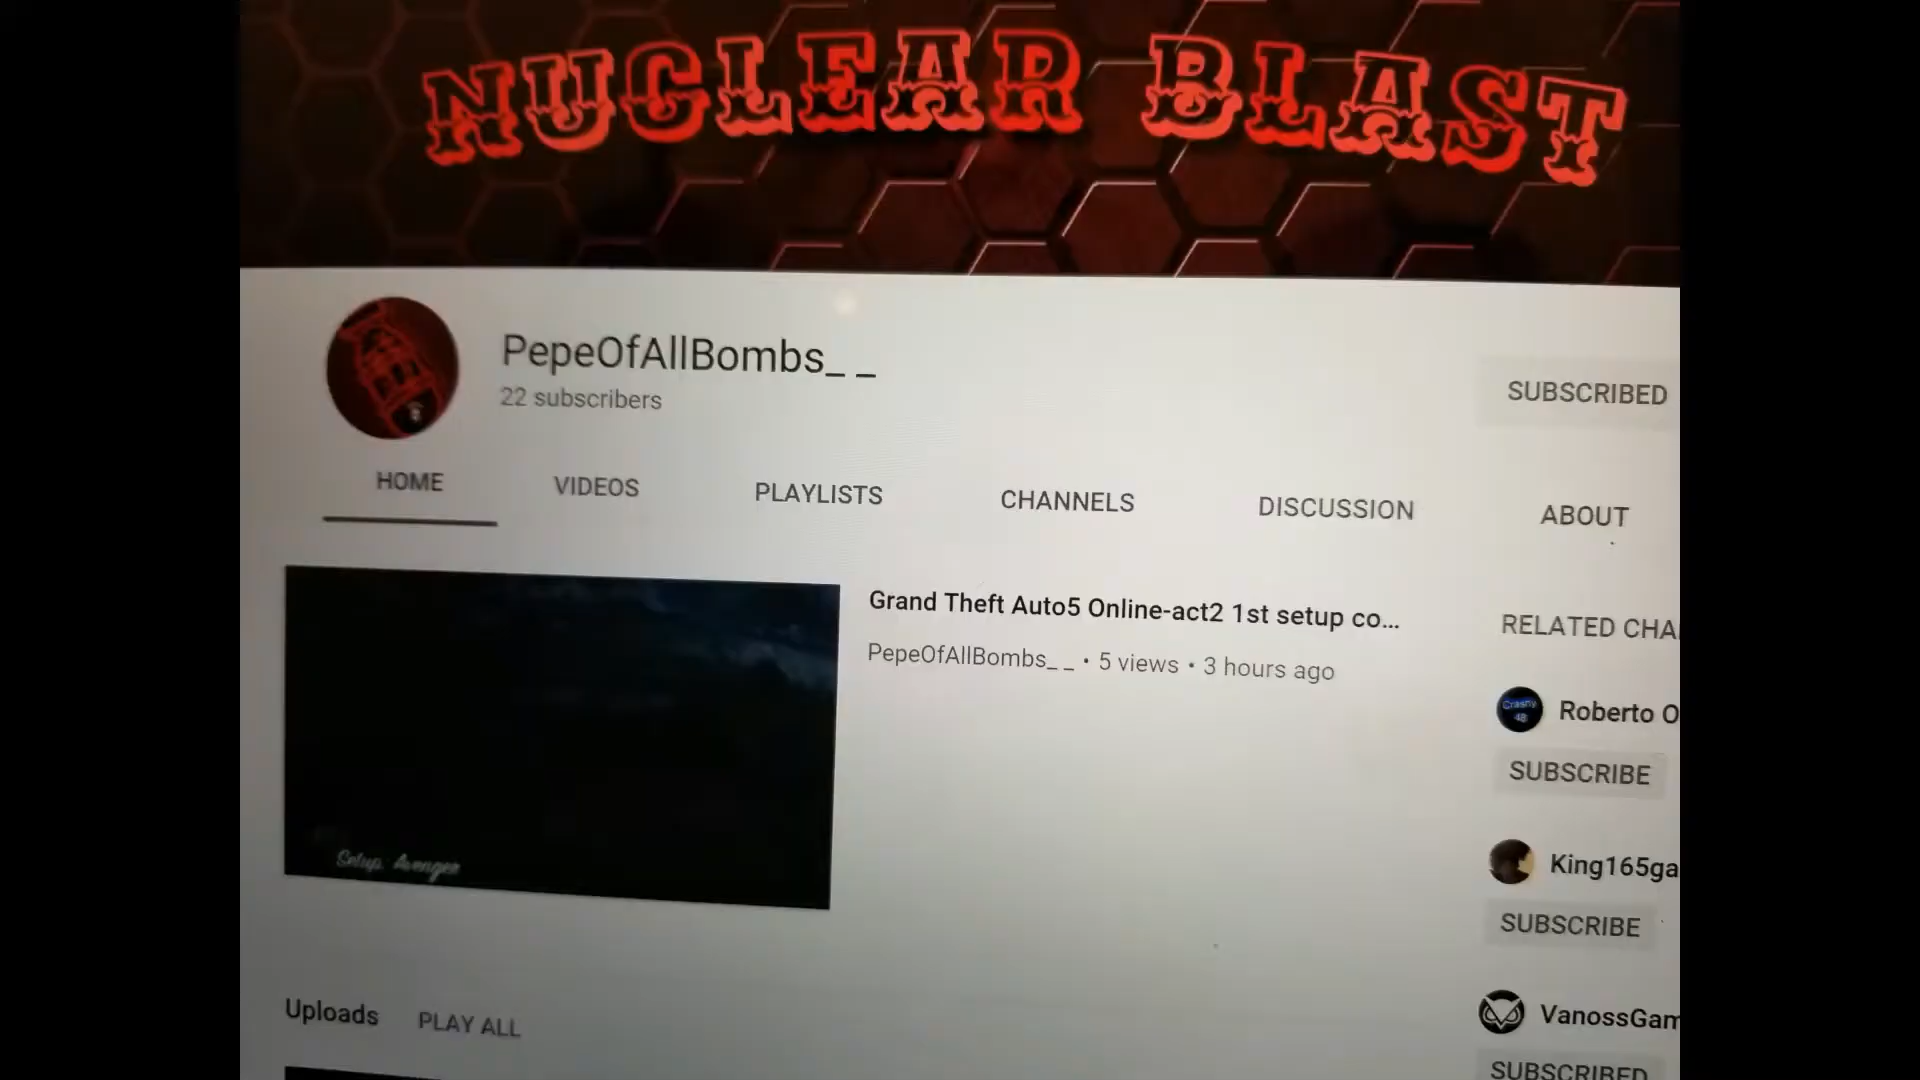 NUCLEAR BLAST
PepeOfAllBombs_ _
22 subscribers
SUBSCRIBED
HOME
VIDEOS
PLAYLISTS
CHANNELS
DISCUSSION
ABOUT
Grand Theft Auto5 Online-act2 1st setup co...
PepeOfAllBombs_ _ • 5 views • 3 hours ago
Setup: Avenger
RELATED CHA
Crashy
48
Roberto O
SUBSCRIBE
King165ga
SUBSCRIBE
VanossGam
SUBSCRIBED
Uploads
PLAY ALL